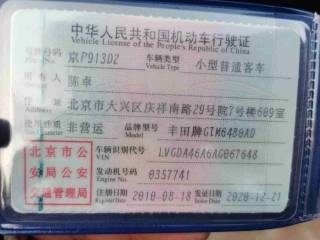 中华人民共和国机动车行驶证
Vehicle License of the People's Republic of China
号牌号码 京P913D2 车辆类型 小型普通客车
Plate No. Vehicle Type
所有人 陈卓
住址 北京市大兴区庆祥南路29号院7号楼609室
使用性质 非营运 品牌型号 丰田牌GTM6480AD
Model
北京市公安局公安交通管理局
车辆识别代号 LVGDA46A6AG067648
VIN
发动机号码 0357741
Engine No.
注册日期 2010-08-18 发证日期 2020-12-21
Register Date Issue Date